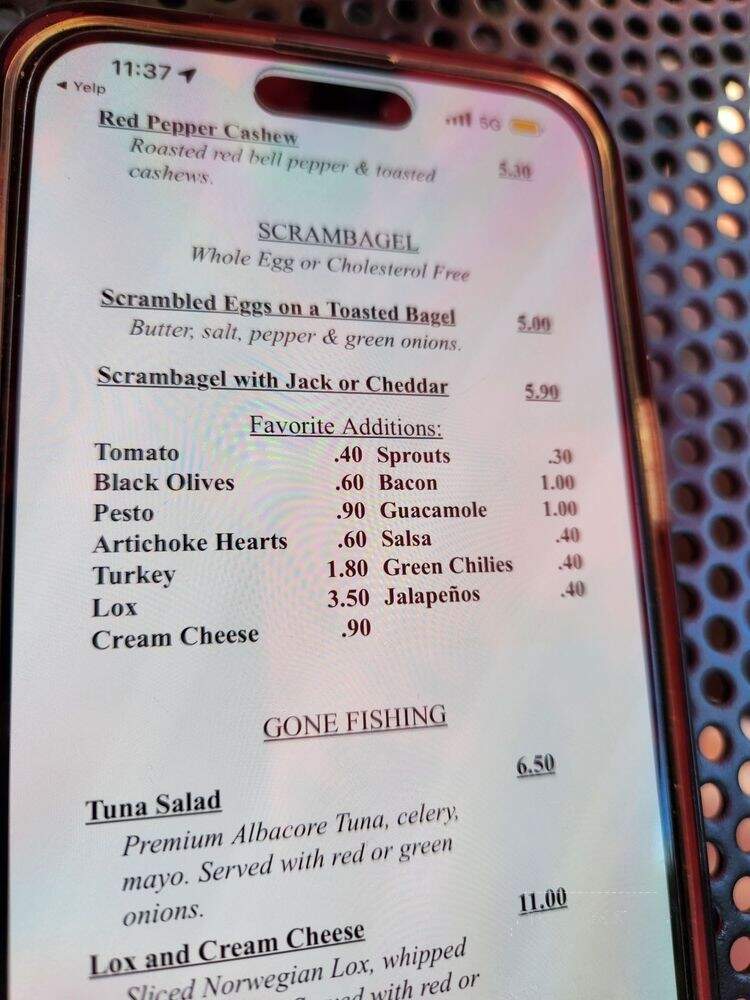 11:37
◄ Yelp
5G
Red Pepper Cashew
Roasted red bell pepper & toasted 5.30
cashews.
SCRAMBAGEL
Whole Egg or Cholesterol Free
Scrambled Eggs on a Toasted Bagel 5.00
Butter, salt, pepper & green onions.
Scrambagel with Jack or Cheddar 5.90
Favorite Additions:
Tomato .40 Sprouts .30
Black Olives .60 Bacon 1.00
Pesto .90 Guacamole 1.00
Artichoke Hearts .60 Salsa .40
Turkey 1.80 Green Chilies .40
Lox 3.50 Jalapeños .40
Cream Cheese .90
GONE FISHING
Tuna Salad 6.50
Premium Albacore Tuna, celery,
mayo. Served with red or green
onions.
Lox and Cream Cheese 11.00
Sliced Norwegian Lox, whipped
with red or